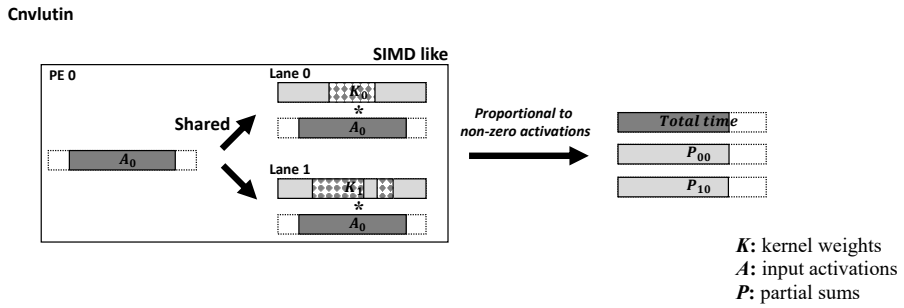 Cnvlutin
SIMD like
PE 0
Lane 0
K₀
*
A₀
Shared
A₀
Lane 1
K₁
*
A₀
Proportional to
non-zero activations
Total time
P₀₀
P₁₀
K: kernel weights
A: input activations
P: partial sums